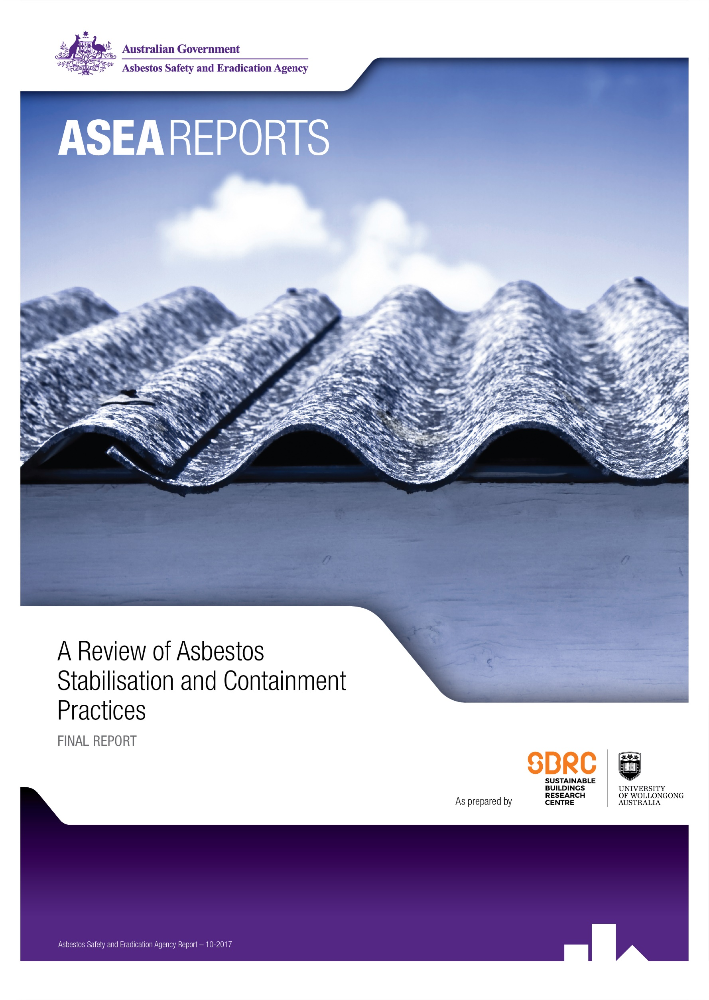 AUSTRALIA
Australian Government
Asbestos Safety and Eradication Agency
ASEA REPORTS
A Review of Asbestos
Stabilisation and Containment
Practices
FINAL REPORT
As prepared by
SBRC
SUSTAINABLE
BUILDINGS
RESEARCH
CENTRE
UNIVERSITY
OF WOLLONGONG
AUSTRALIA
Asbestos Safety and Eradication Agency Report – 10-2017